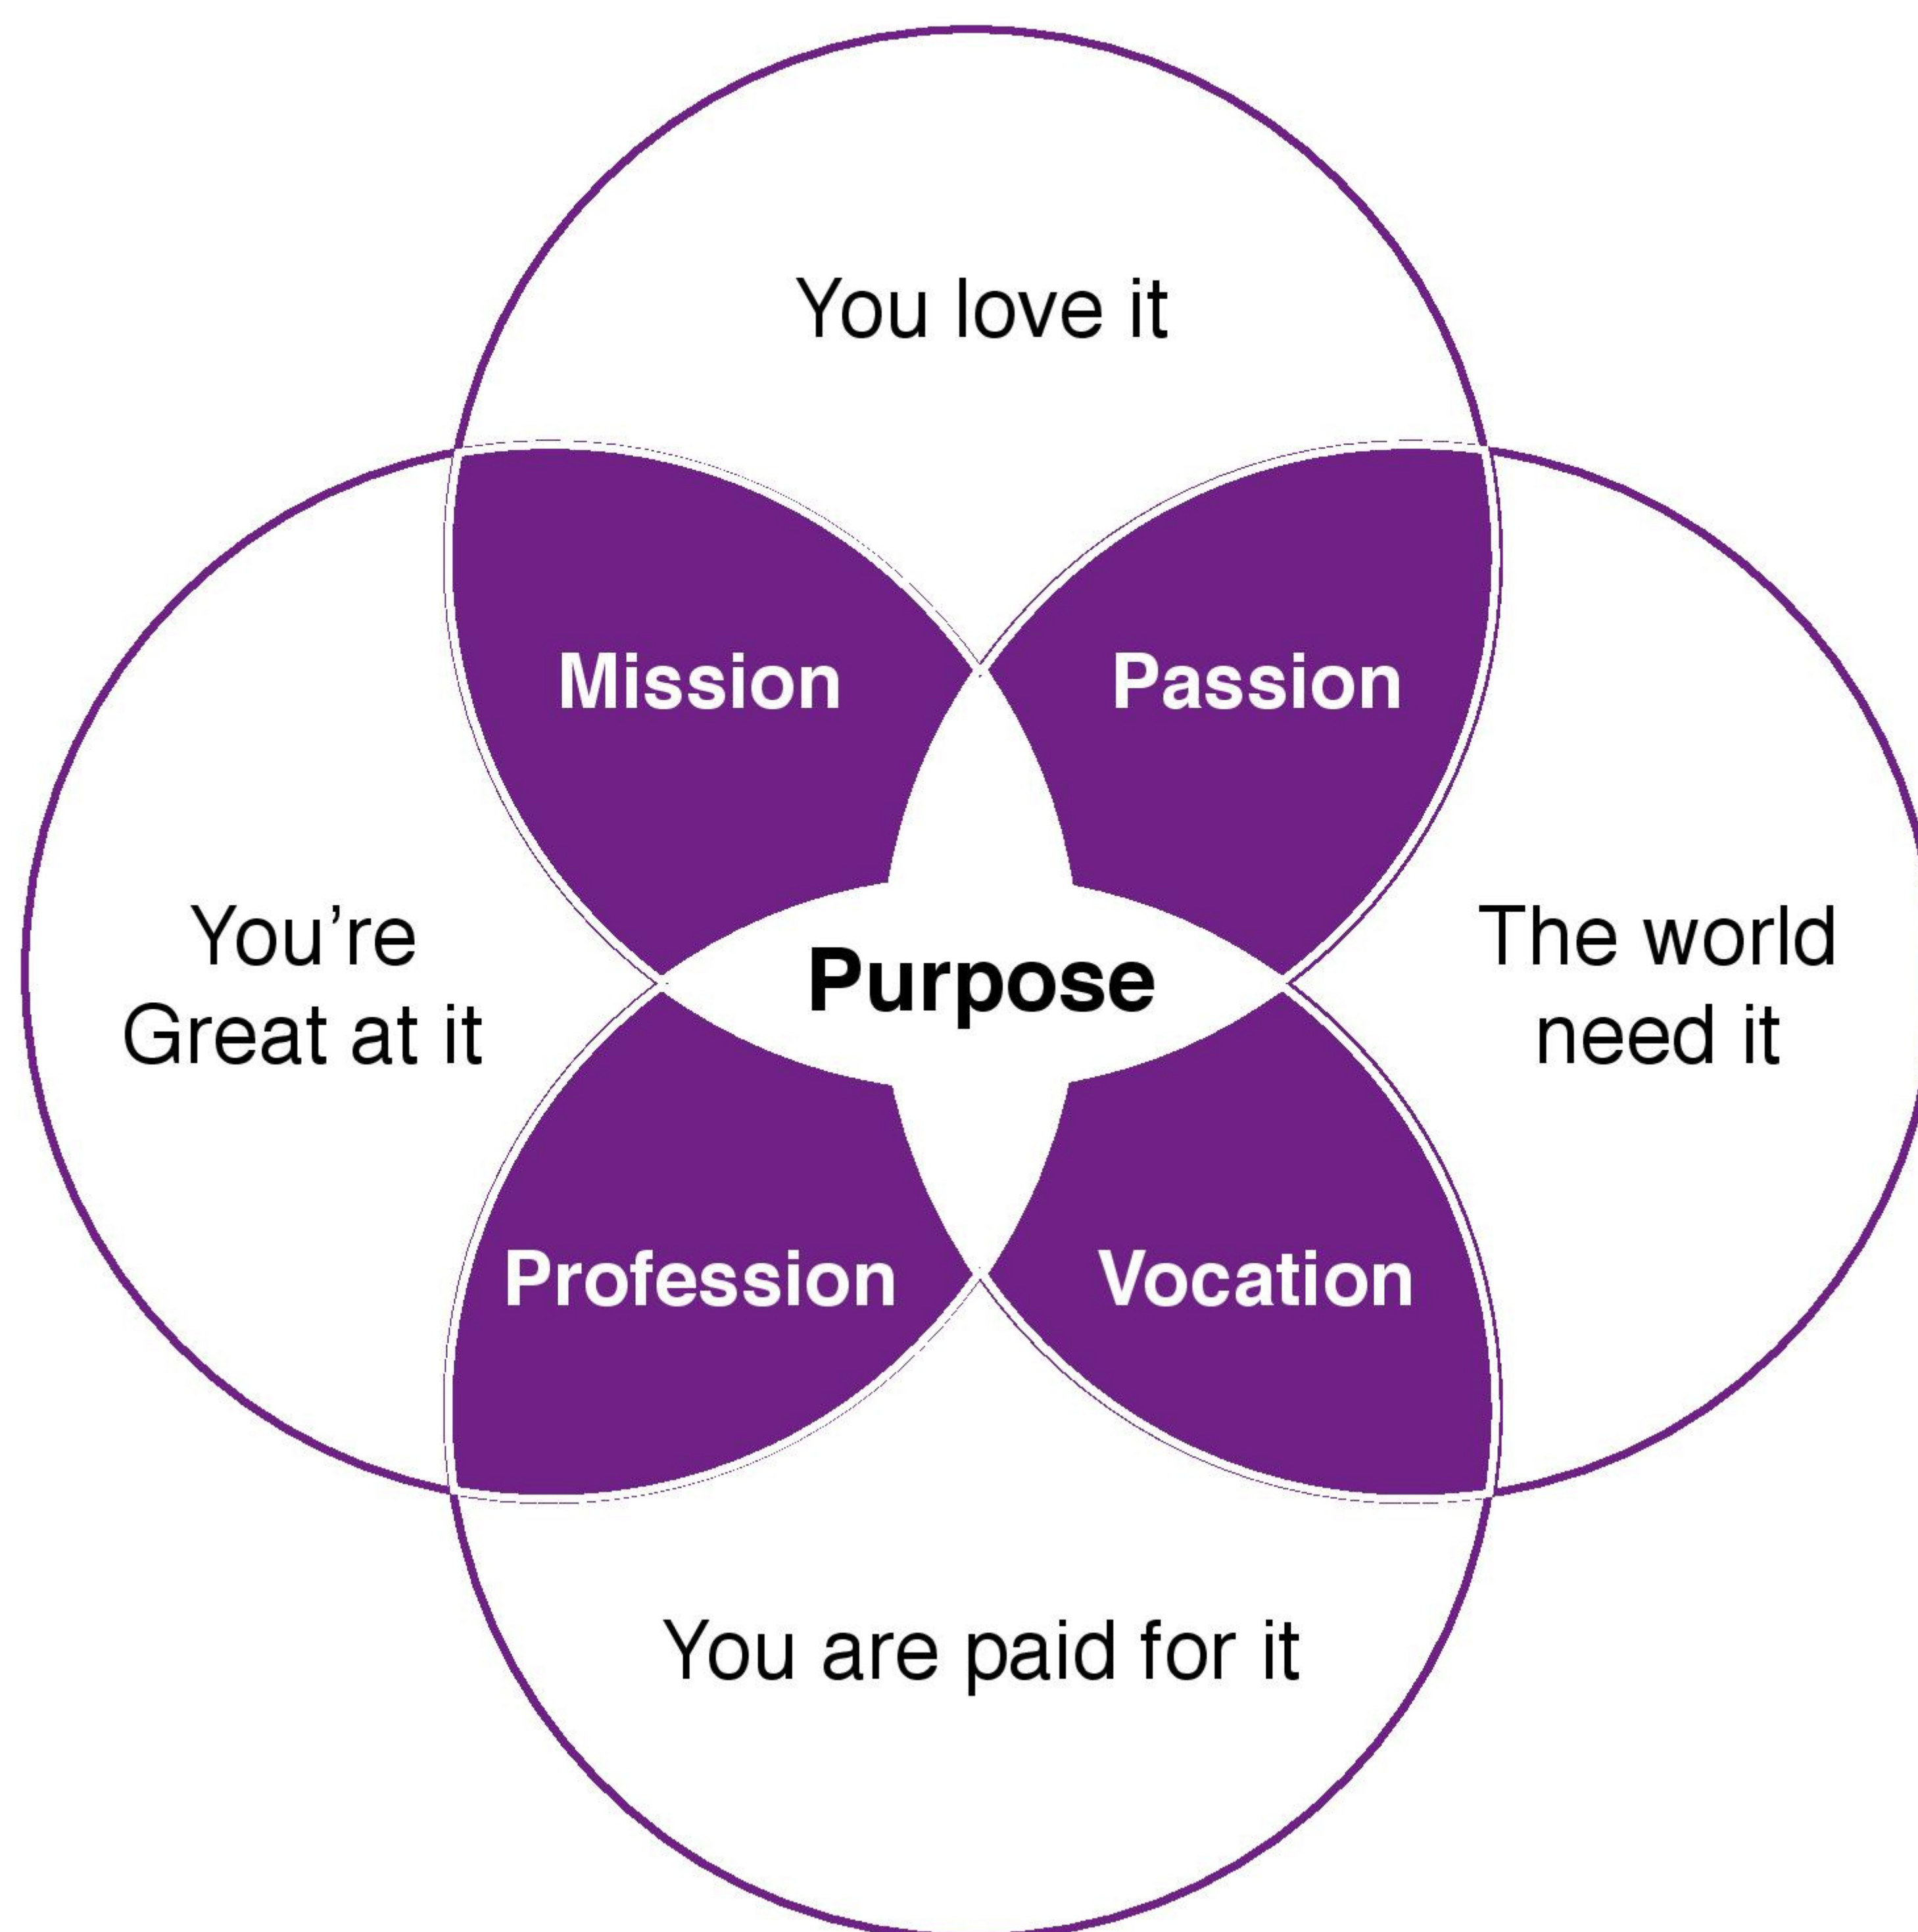 You love it
Mission
Passion
You're
Great at it
Purpose
The world
need it
Profession
Vocation
You are paid for it